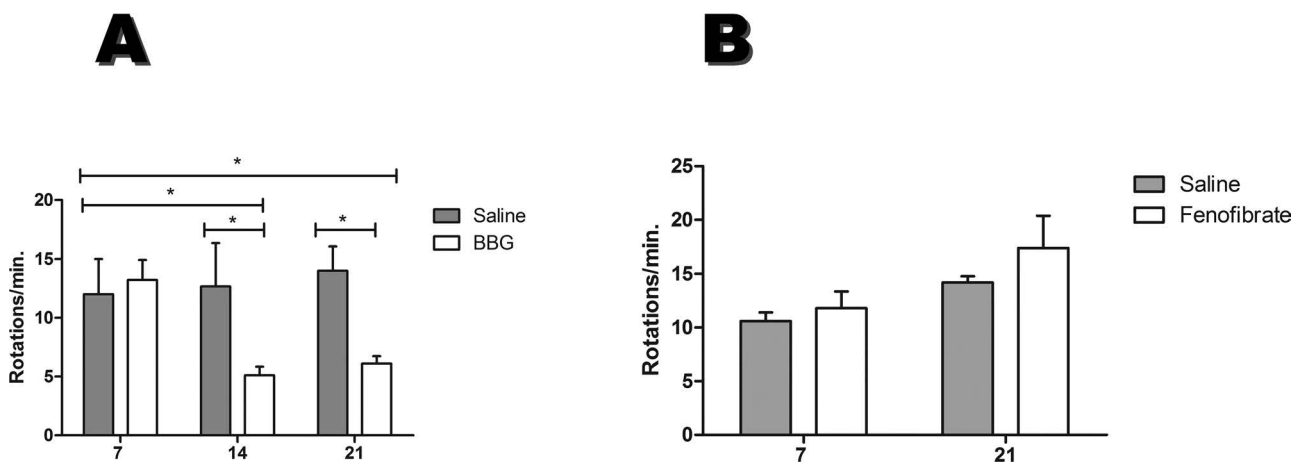 A
B
*
*
*
*
20
15
10
5
0
Rotations/min.
7
14
21
Saline
BBG
25
20
15
10
5
0
Rotations/min.
7
21
Saline
Fenofibrate